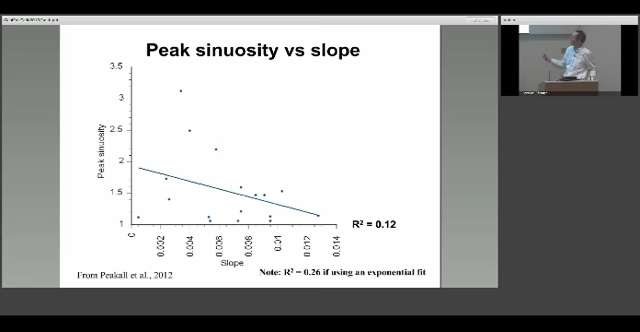 Peak sinuosity vs slope
3.5
3
2.5
2
1.5
1
Peak sinuosity
0
0.002
0.004
0.006
0.008
0.01
0.012
0.014
Slope
R² = 0.12
From Peakall et al., 2012
Note: R² = 0.26 if using an exponential fit